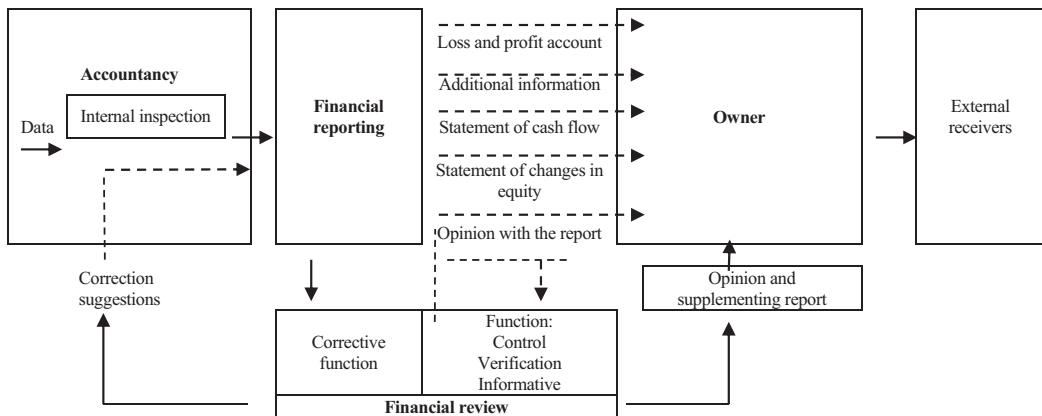 Accountancy
Internal inspection
Data
Financial
reporting
Loss and profit account
Additional information
Statement of cash flow
Statement of changes in
equity
Opinion with the report
Owner
External
receivers
Correction
suggestions
Opinion and
supplementing report
Corrective
function
Function:
Control
Verification
Informative
Financial review